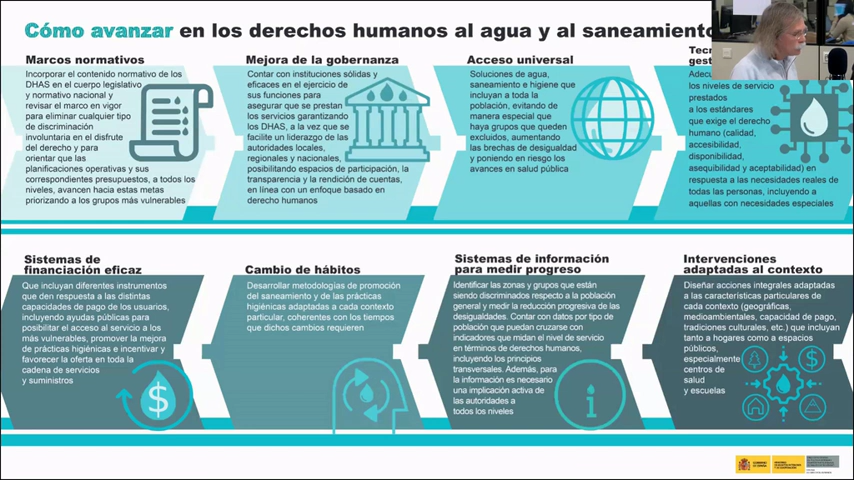 Cómo avanzar en los derechos humanos al agua y al saneamiento
Marcos normativos
Incorporar el contenido normativo de los
DHAS en el cuerpo legislativo
y normativo nacional y
revisar el marco en vigor
para eliminar cualquier tipo
de discriminación
involuntaria en el disfrute
del derecho y para
orientar que las
planificaciones operativas y sus
correspondientes presupuestos, a todos los
niveles, avancen hacia estas metas
priorizando a los grupos más vulnerables
Mejora de la gobernanza
Contar con instituciones sólidas y
eficaces en el ejercicio de
sus funciones para
asegurar que se prestan
los servicios garantizando
los DHAS, a la vez que se
facilite un liderazgo de las
autoridades locales,
regionales y nacionales,
posibilitando espacios de participación, la
transparencia y la rendición de cuentas,
en línea con un enfoque basado en
derecho humanos
Acceso universal
Soluciones de agua,
saneamiento e higiene que
incluyan a toda la
población, evitando de
manera especial que
haya grupos que queden
excluidos, aumentando
las brechas de desigualdad
y poniendo en riesgo los
avances en salud pública
Tec
gest
Adecu
los niveles de servicio
prestados
a los estándares
que exige el derecho
humano (calidad,
accesibilidad,
disponibilidad,
asequibilidad y aceptabilidad) en
respuesta a las necesidades reales de
todas las personas, incluyendo a
aquellas con necesidades especiales
Sistemas de
financiación eficaz
Que incluyan diferentes instrumentos
que den respuesta a las distintas
capacidades de pago de los usuarios,
incluyendo ayudas públicas para
posibilitar el acceso al servicio a los
más vulnerables, promover la mejora
de prácticas higiénicas e incentivar y
favorecer la oferta en toda la
cadena de servicios
y suministros
$
Cambio de hábitos
Desarrollar metodologías de promoción
del saneamiento y de las prácticas
higiénicas adaptadas a cada contexto
particular, coherentes con los tiempos
que dichos cambios requieren
Sistemas de información
para medir progreso
Identificar las zonas y grupos que están
siendo discriminados respecto a la población
general y medir la reducción progresiva de las
desigualdades. Contar con datos por tipo de
población que puedan cruzarse con
indicadores que midan el nivel de servicio
en términos de derechos humanos,
incluyendo los principios
transversales. Además, para
la información es necesario
una implicación activa de
las autoridades a
todos los niveles
i
Intervenciones
adaptadas al contexto
Diseñar acciones integrales adaptadas
a las características particulares de
cada contexto (geográficas,
medioambientales, capacidad de pago,
tradiciones culturales, etc.) que incluyan
tanto a hogares como a espacios
públicos,
especialmente
centros de
salud
y escuelas
$